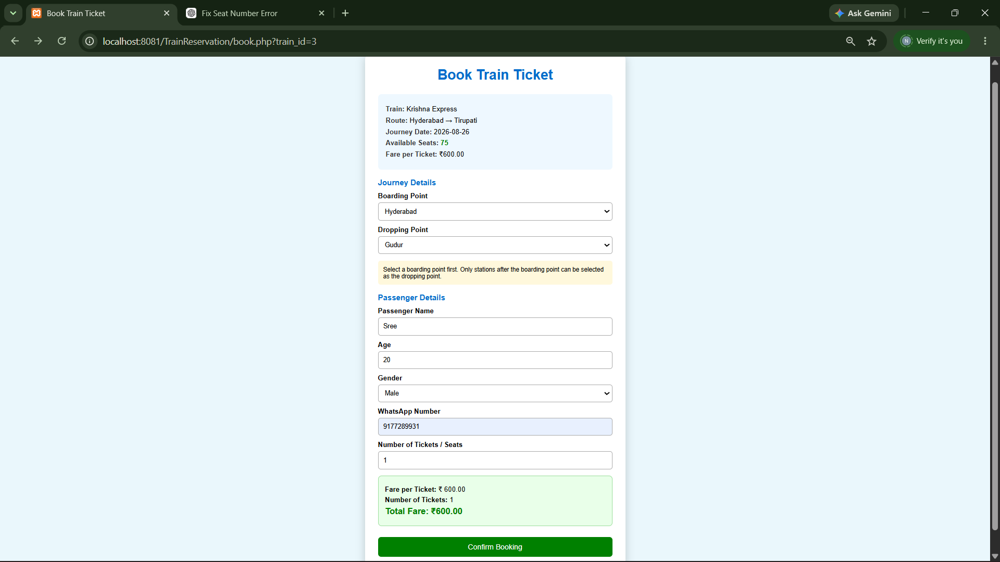 Book Train Ticket
Fix Seat Number Error
Ask Gemini
localhost:8081/TrainReservation/book.php?train_id=3
N
Verify it's you
Book Train Ticket
Train: Krishna Express
Route: Hyderabad → Tirupati
Journey Date: 2026-08-26
Available Seats: 75
Fare per Ticket: ₹600.00
Journey Details
Boarding Point
Hyderabad
Dropping Point
Gudur
Select a boarding point first. Only stations after the boarding point can be selected
as the dropping point.
Passenger Details
Passenger Name
Sree
Age
20
Gender
Male
WhatsApp Number
9177289931
Number of Tickets / Seats
1
Fare per Ticket: ₹ 600.00
Number of Tickets: 1
Total Fare: ₹600.00
Confirm Booking